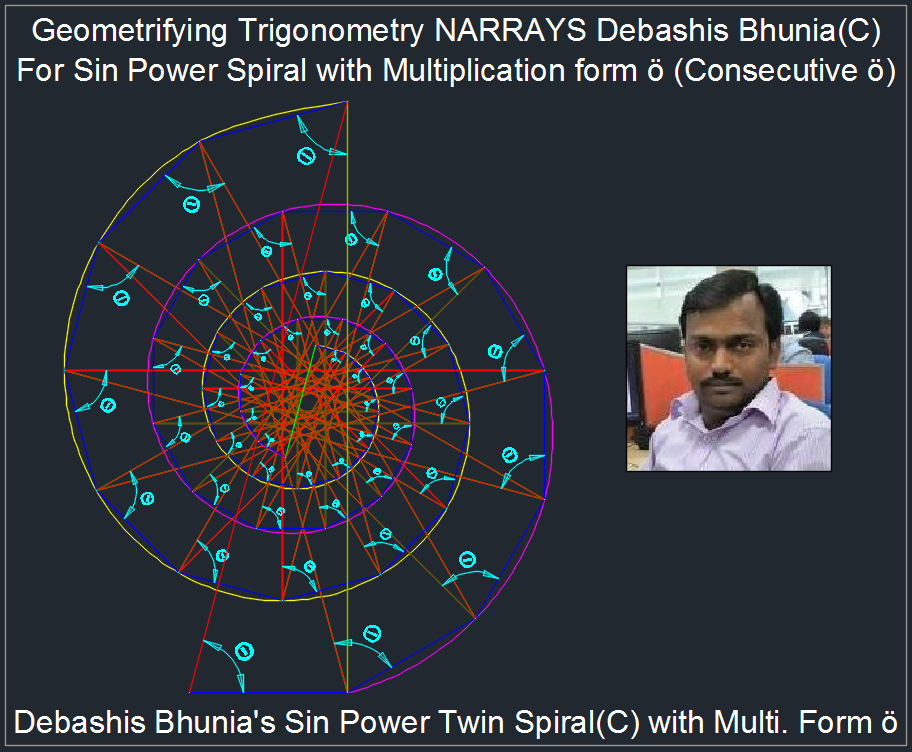 Geometrifying Trigonometry NARRAYS Debashis Bhunia(C)
For Sin Power Spiral with Multiplication form ö (Consecutive ö)
Debashis Bhunia's Sin Power Twin Spiral(C) with Multi. Form ö